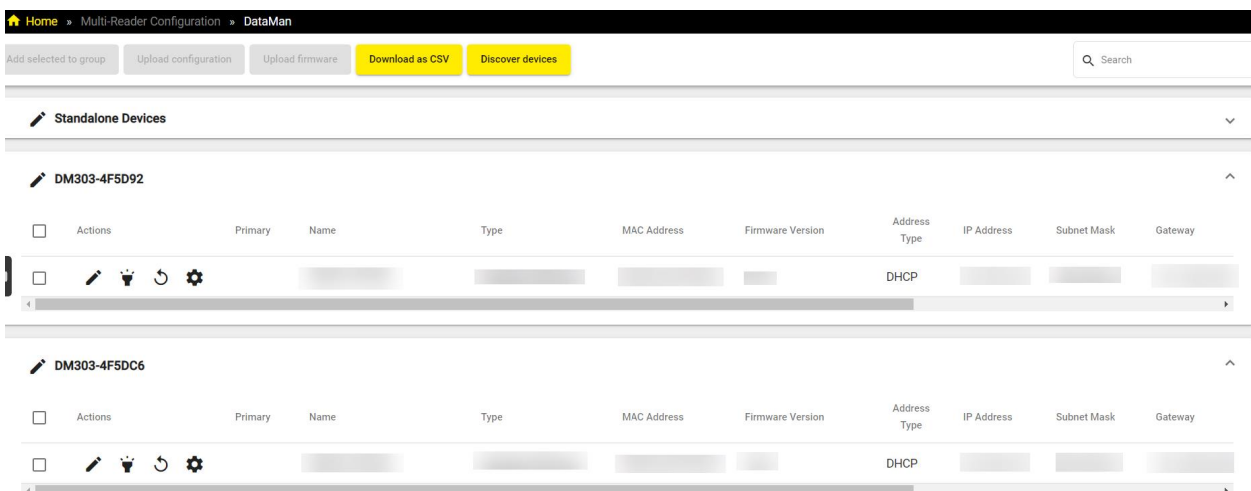 Home » Multi-Reader Configuration » DataMan
Add selected to group Upload configuration Upload firmware Download as CSV Discover devices Search
Standalone Devices
DM303-4F5D92
Actions Primary Name Type MAC Address Firmware Version Address Type IP Address Subnet Mask Gateway
DHCP
DM303-4F5DC6
Actions Primary Name Type MAC Address Firmware Version Address Type IP Address Subnet Mask Gateway
DHCP